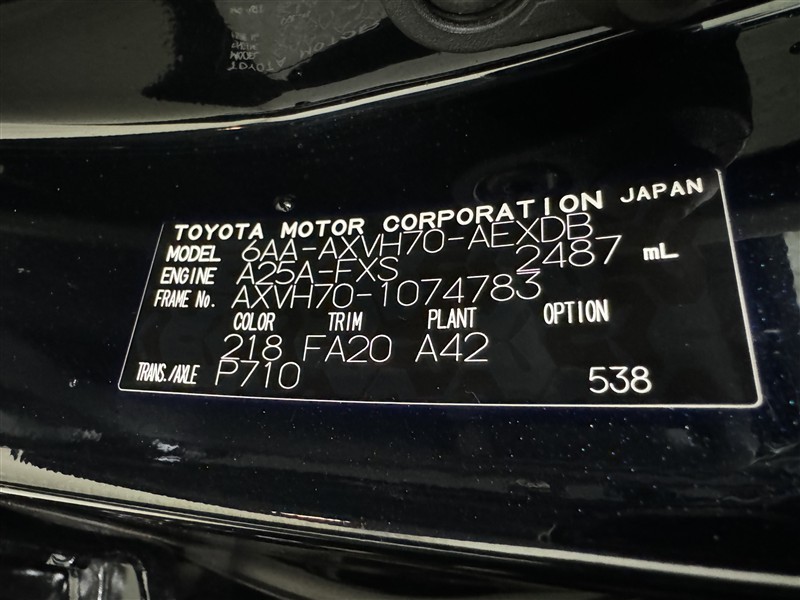 TOYOTA MOTOR CORPORATION JAPAN
MODEL 6AA-AXVH70-AEXDB
ENGINE A25A-FXS 2487 mL
FRAME No. AXVH70-1074783
COLOR TRIM PLANT OPTION
218 FA20 A42
TRANS./AXLE P710 538